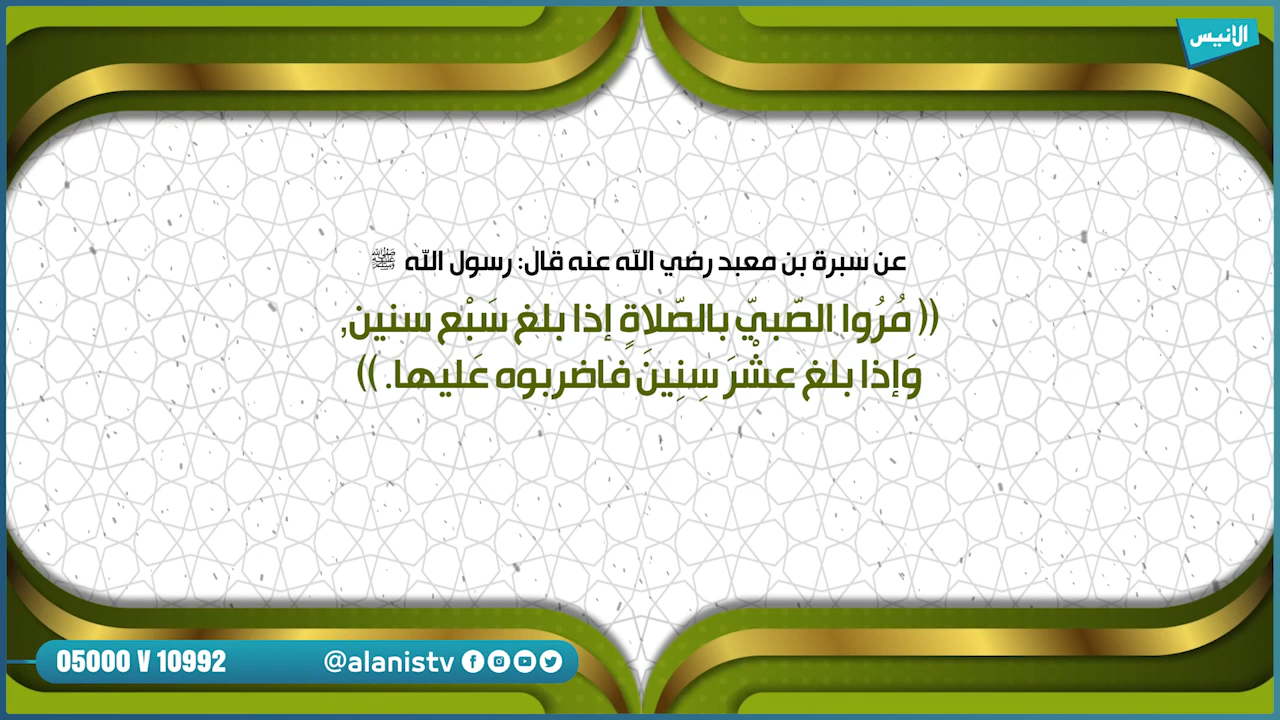 الانيس
عن سبرة بن معبد رضي الله عنه قال: رسول الله ﷺ
(( مُرُوا الصّبيّ بالصّلاةٍ إذا بلغ سَبْع سنين,
وَإذا بلغ عشْرَ سِنِينَ فاضربوه عَليها. ))
05000 V 10992
@alanistv